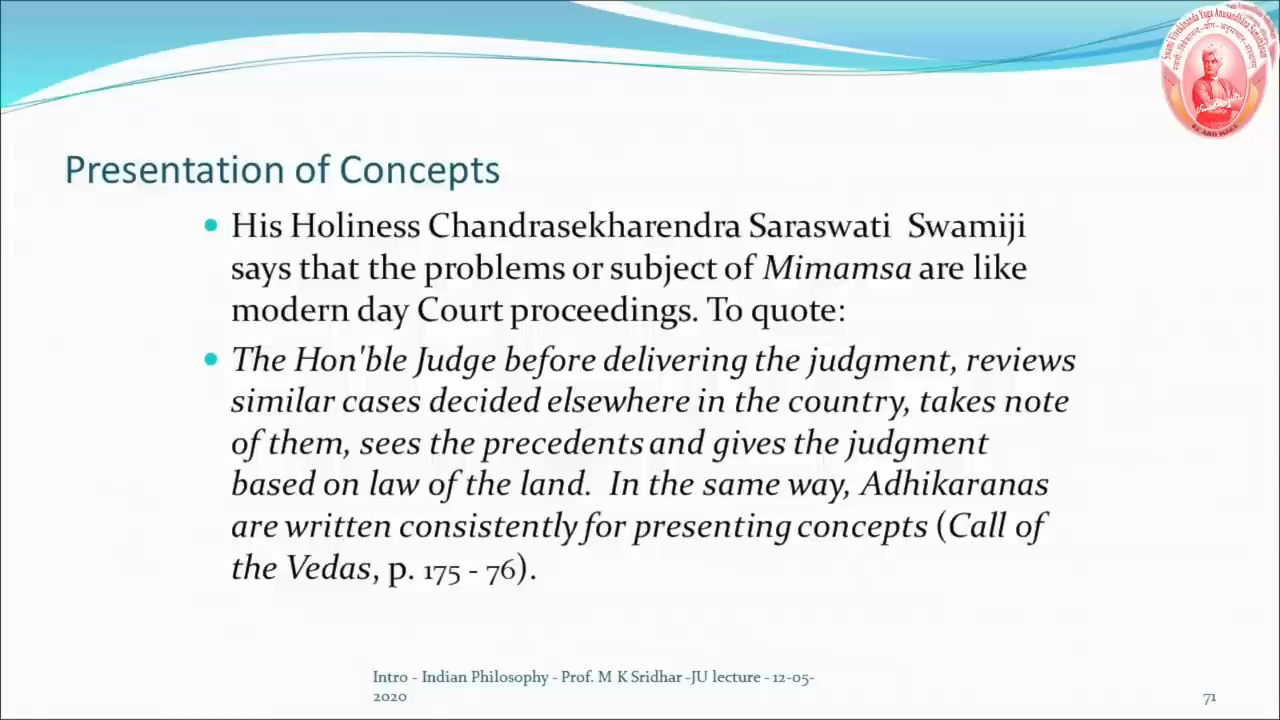 Presentation of Concepts
His Holiness Chandrasekharendra Saraswati Swamiji
says that the problems or subject of Mimamsa are like
modern day Court proceedings. To quote:
The Hon'ble Judge before delivering the judgment, reviews
similar cases decided elsewhere in the country, takes note
of them, sees the precedents and gives the judgment
based on law of the land. In the same way, Adhikaranas
are written consistently for presenting concepts (Call of
the Vedas, p. 175 - 76).
Intro - Indian Philosophy - Prof. M K Sridhar -JU lecture - 12-05-
2020
71